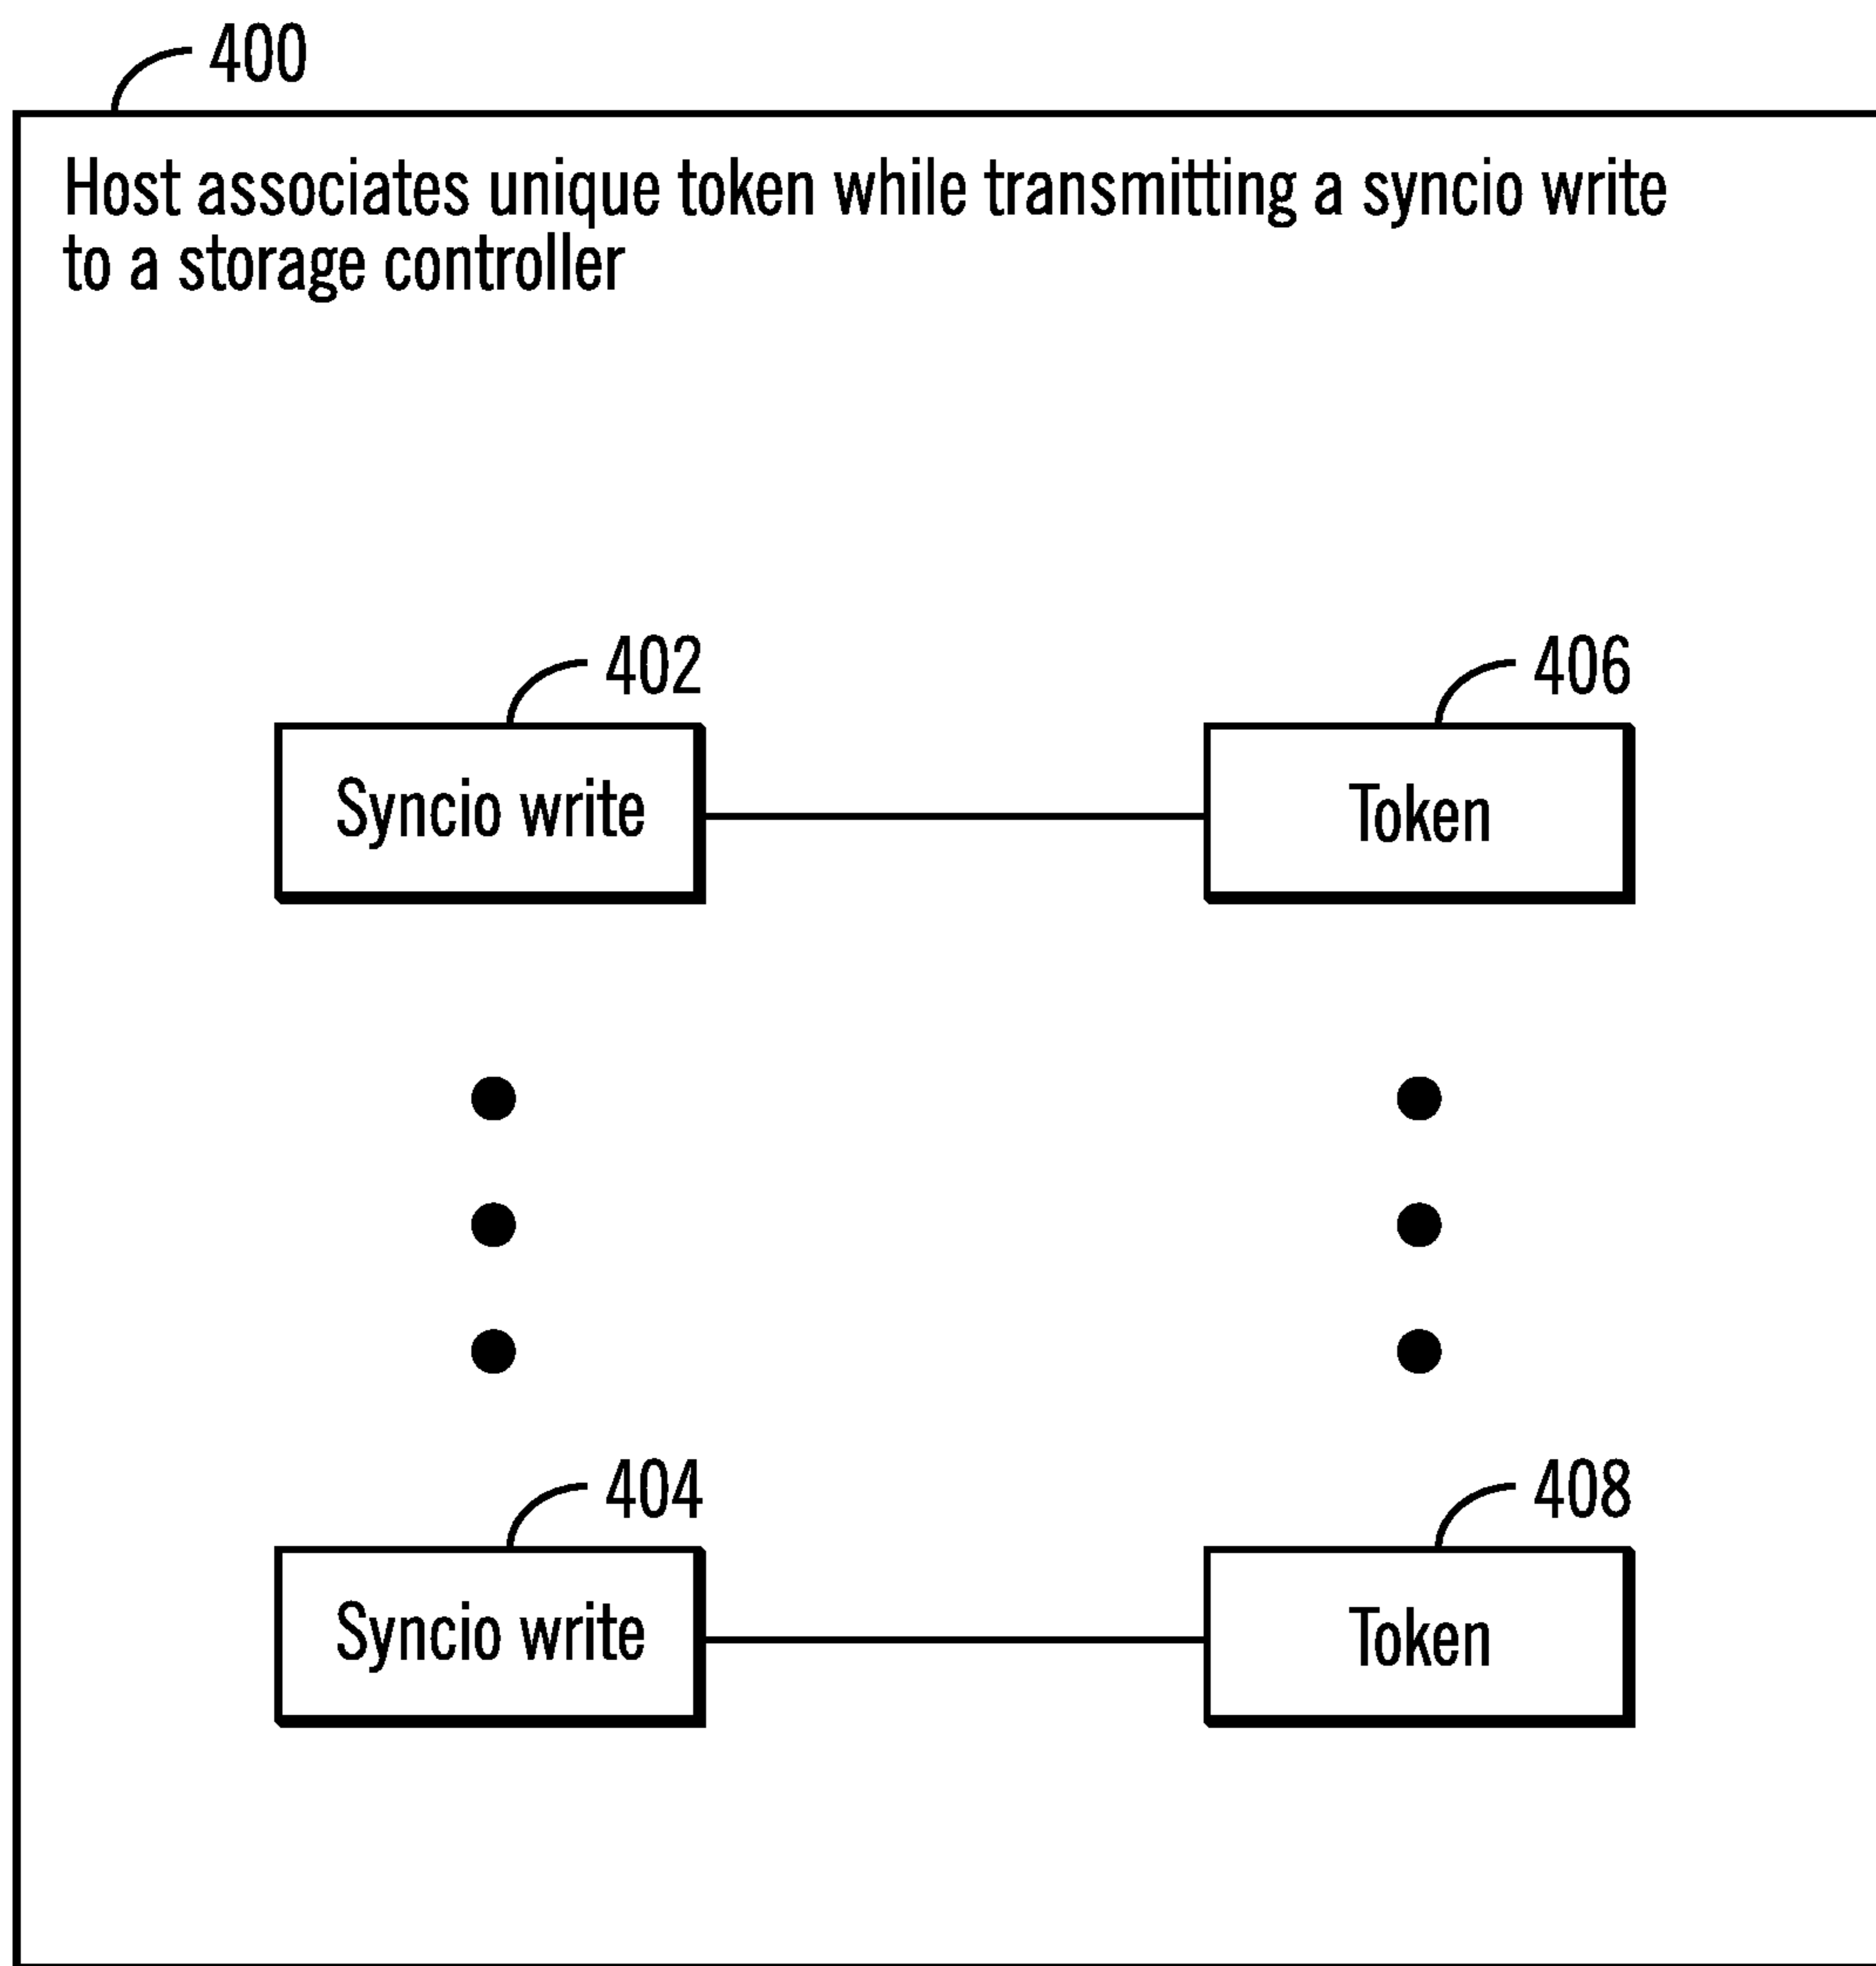 400
Host associates unique token while transmitting a syncio write
to a storage controller
402
406
Syncio write
Token
404
408
Syncio write
Token